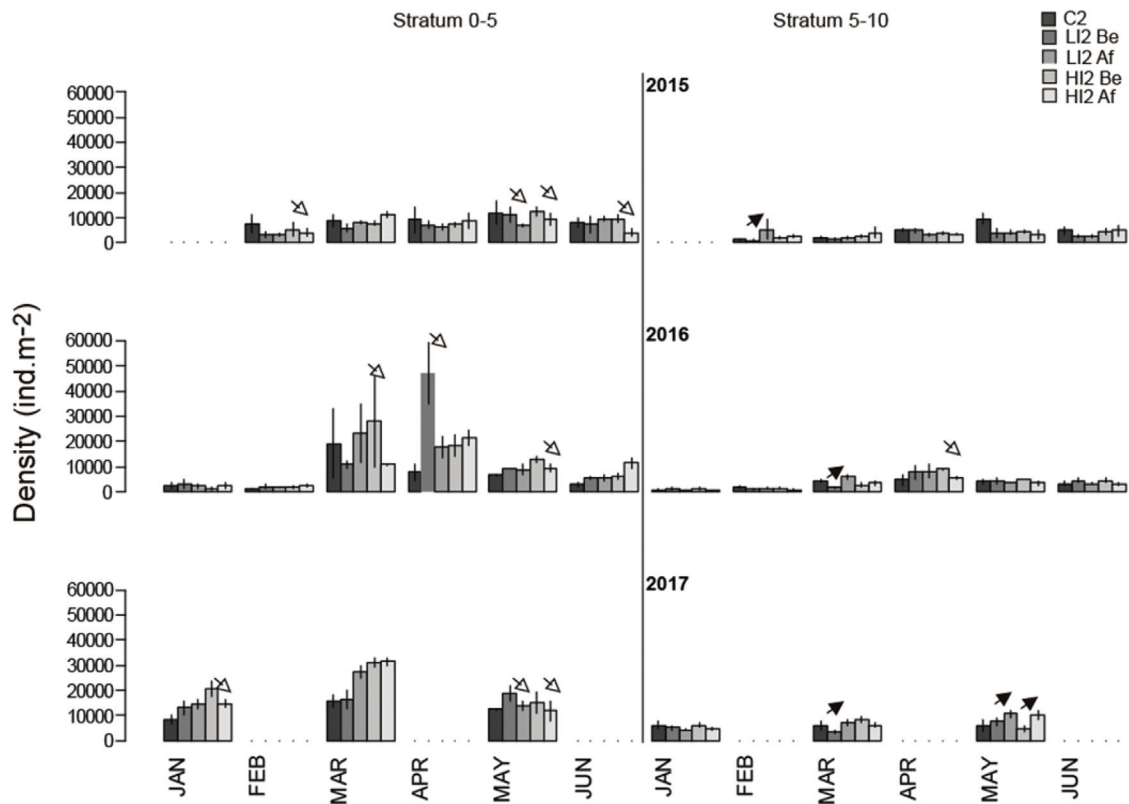 Stratum 0-5
Stratum 5-10
C2
LI2 Be
LI2 Af
HI2 Be
HI2 Af
Density (ind.m-2)
2015
60000
50000
40000
30000
20000
10000
0
2016
60000
50000
40000
30000
20000
10000
0
2017
60000
50000
40000
30000
20000
10000
0
JAN
FEB
MAR
APR
MAY
JUN
JAN
FEB
MAR
APR
MAY
JUN